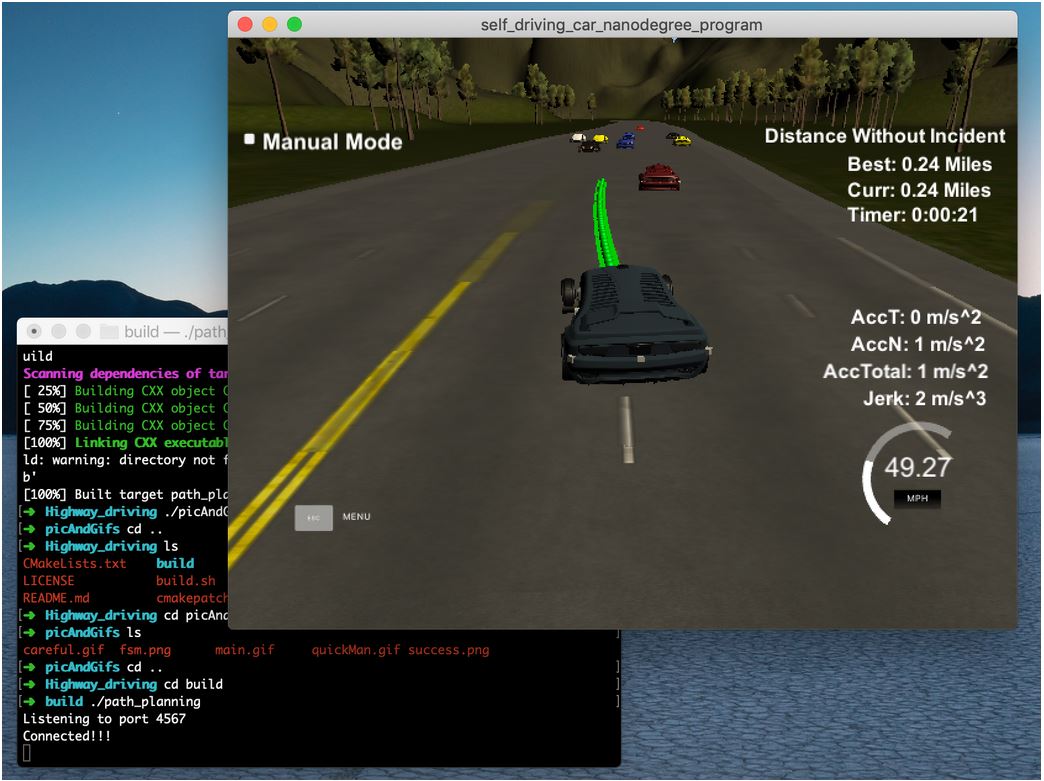 self_driving_car_nanodegree_program
Manual Mode
Distance Without Incident
Best: 0.24 Miles
Curr: 0.24 Miles
Timer: 0:00:21
AccT: 0 m/s^2
AccN: 1 m/s^2
AccTotal: 1 m/s^2
Jerk: 2 m/s^3
49.27
MPH
ESC MENU
build — ./path
uild
Scanning dependencies of tar
[ 25%] Building CXX object C
[ 50%] Building CXX object C
[ 75%] Building CXX object C
[100%] Linking CXX executabl
ld: warning: directory not f
b'
[100%] Built target path_pla
[➜ Highway_driving ./picAndG
[➜ picAndGifs cd ..
[➜ Highway_driving ls
CMakeLists.txt build
LICENSE build.sh
README.md cmakepatch
[➜ Highway_driving cd picAnd
[➜ picAndGifs ls ]
careful.gif fsm.png main.gif quickMan.gif success.png
[➜ picAndGifs cd .. ]
[➜ Highway_driving cd build ]
[➜ build ./path_planning ]
Listening to port 4567
Connected!!!